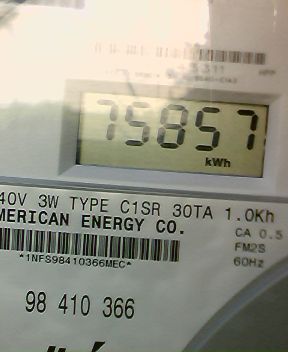 75857
kWh
40V 3W TYPE C1SR 30TA 1.0Kh
MERICAN ENERGY CO.
CA 0.5
FM2S
*1NFS98410366MEC*
60Hz
98 410 366